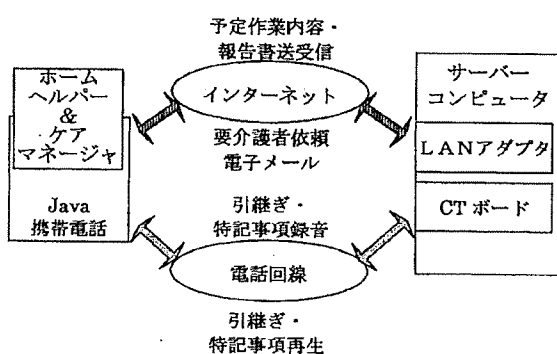 予定作業内容・
報告書送受信
ホーム
ヘルパー
&
ケア
マネージャ
Java
携帯電話
インターネット
要介護者依頼
電子メール
引継ぎ・
特記事項録音
電話回線
引継ぎ・
特記事項再生
サーバー
コンピュータ
LANアダプタ
CTボード